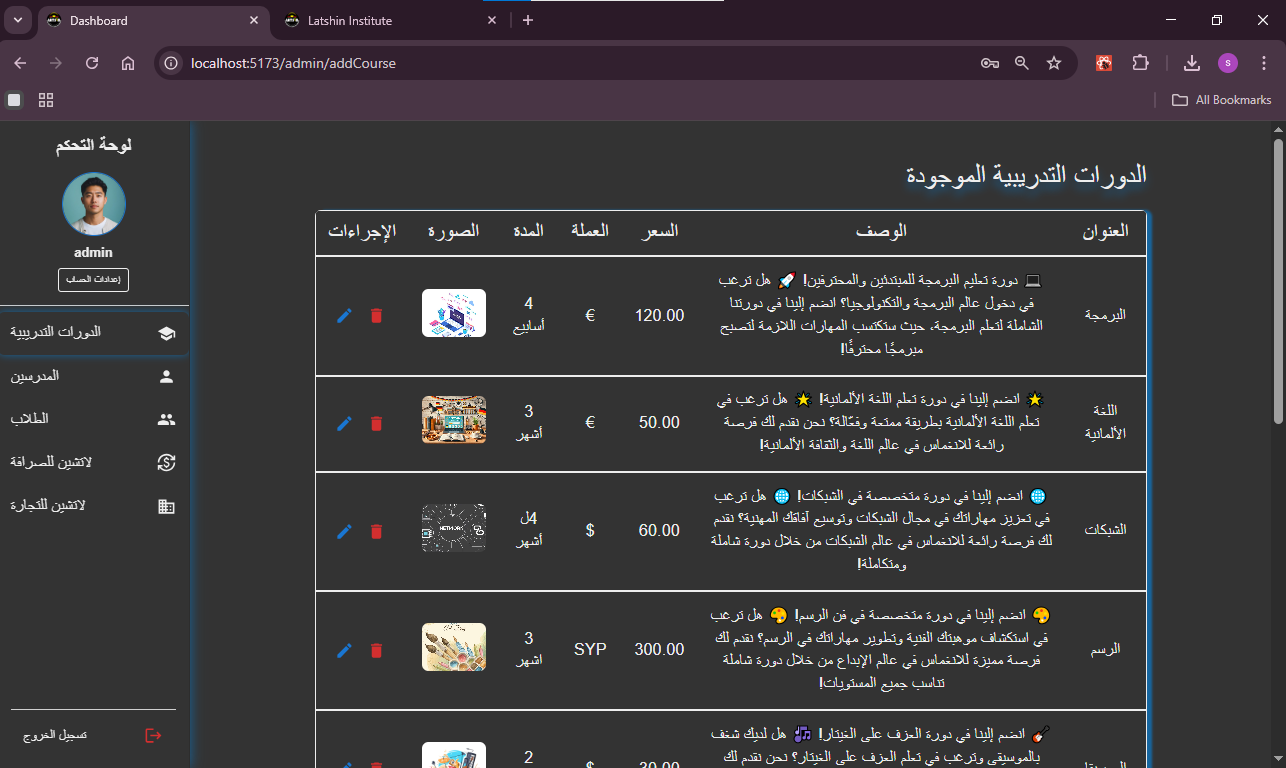 Dashboard
Latshin Institute
localhost:5173/admin/addCourse
S
All Bookmarks
لوحة التحكم
admin
إعدادات الحساب
الدورات التدريبية
المدرسين
الطلاب
لاتشين للصرافة
لاتشين للتجارة
تسجيل الخروج
الدورات التدريبية الموجودة
العنوان الوصف السعر العملة المدة الصورة الإجراءات
البرمجة
💻 دورة تعليم البرمجة للمبتدئين والمحترفين! 🚀 هل ترغب
في دخول عالم البرمجة والتكنولوجيا؟ انضم إلينا في دورتنا
الشاملة لتعلم البرمجة، حيث ستكتسب المهارات اللازمة لتصبح
مبرمجًا محترفًا!
120.00
€
4
أسابيع
اللغة
الألمانية
🌟 انضم إلينا في دورة تعلم اللغة الألمانية! 🌟 هل ترغب في
تعلم اللغة الألمانية بطريقة ممتعة وفعّالة؟ نحن نقدم لك فرصة
رائعة للانغماس في عالم اللغة والثقافة الألمانية!
50.00
€
3
أشهر
الشبكات
🌐 انضم إلينا في دورة متخصصة في الشبكات! 🌐 هل ترغب
في تعزيز مهاراتك في مجال الشبكات وتوسيع آفاقك المهنية؟ نقدم
لك فرصة رائعة للانغماس في عالم الشبكات من خلال دورة شاملة
ومتكاملة!
60.00
$
4ل
أشهر
NETWORK
الرسم
🎨 انضم إلينا في دورة متخصصة في فن الرسم! 🎨 هل ترغب
في استكشاف موهبتك الفنية وتطوير مهاراتك في الرسم؟ نقدم لك
فرصة مميزة للانغماس في عالم الإبداع من خلال دورة شاملة
تناسب جميع المستويات!
300.00
SYP
3
اشهر
🎸 انضم إلينا في دورة العزف على الغيتار! 🎶 هل لديك شغف
بالموسيقى وترغب في تعلم العزف على الغيتار؟ نحن نقدم لك
30.00
$
2